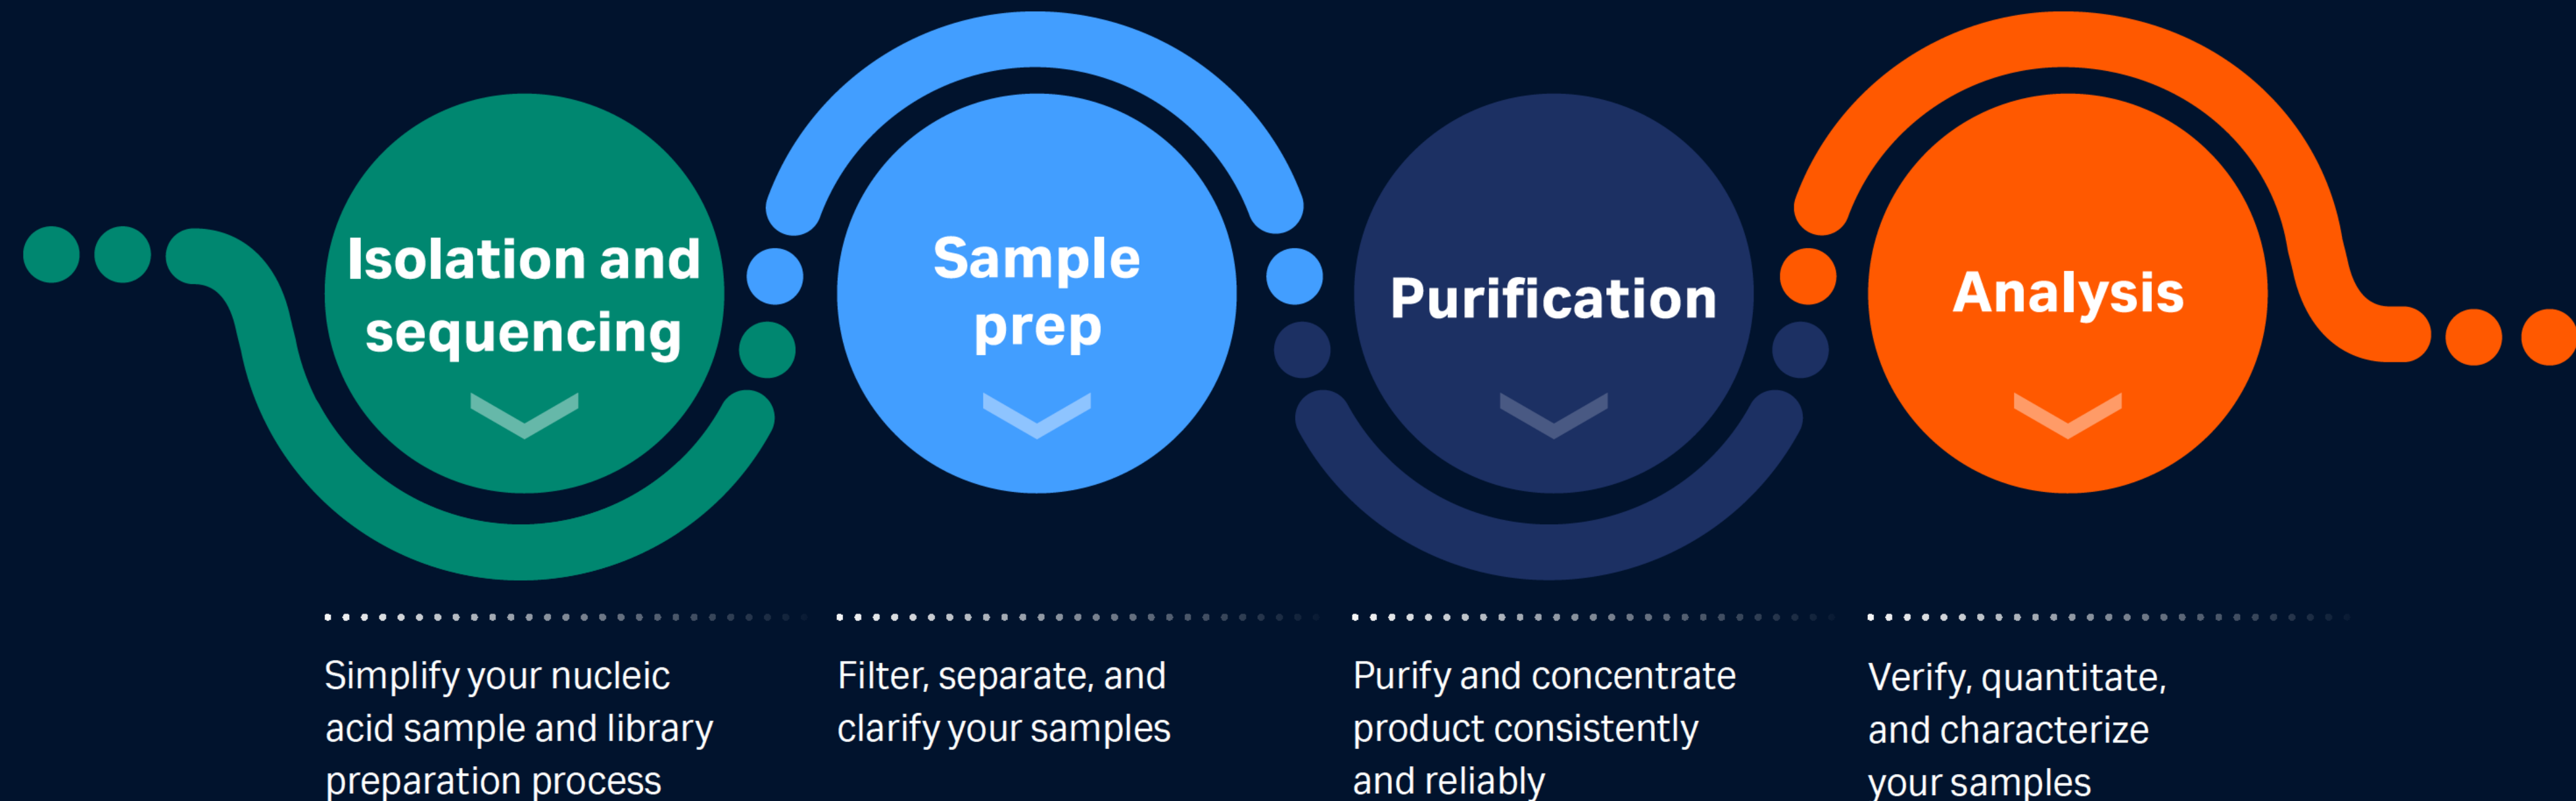 Isolation and
sequencing
Sample
prep
Purification
Analysis
Simplify your nucleic
acid sample and library
preparation process
Filter, separate, and
clarify your samples
Purify and concentrate
product consistently
and reliably
Verify, quantitate,
and characterize
your samples